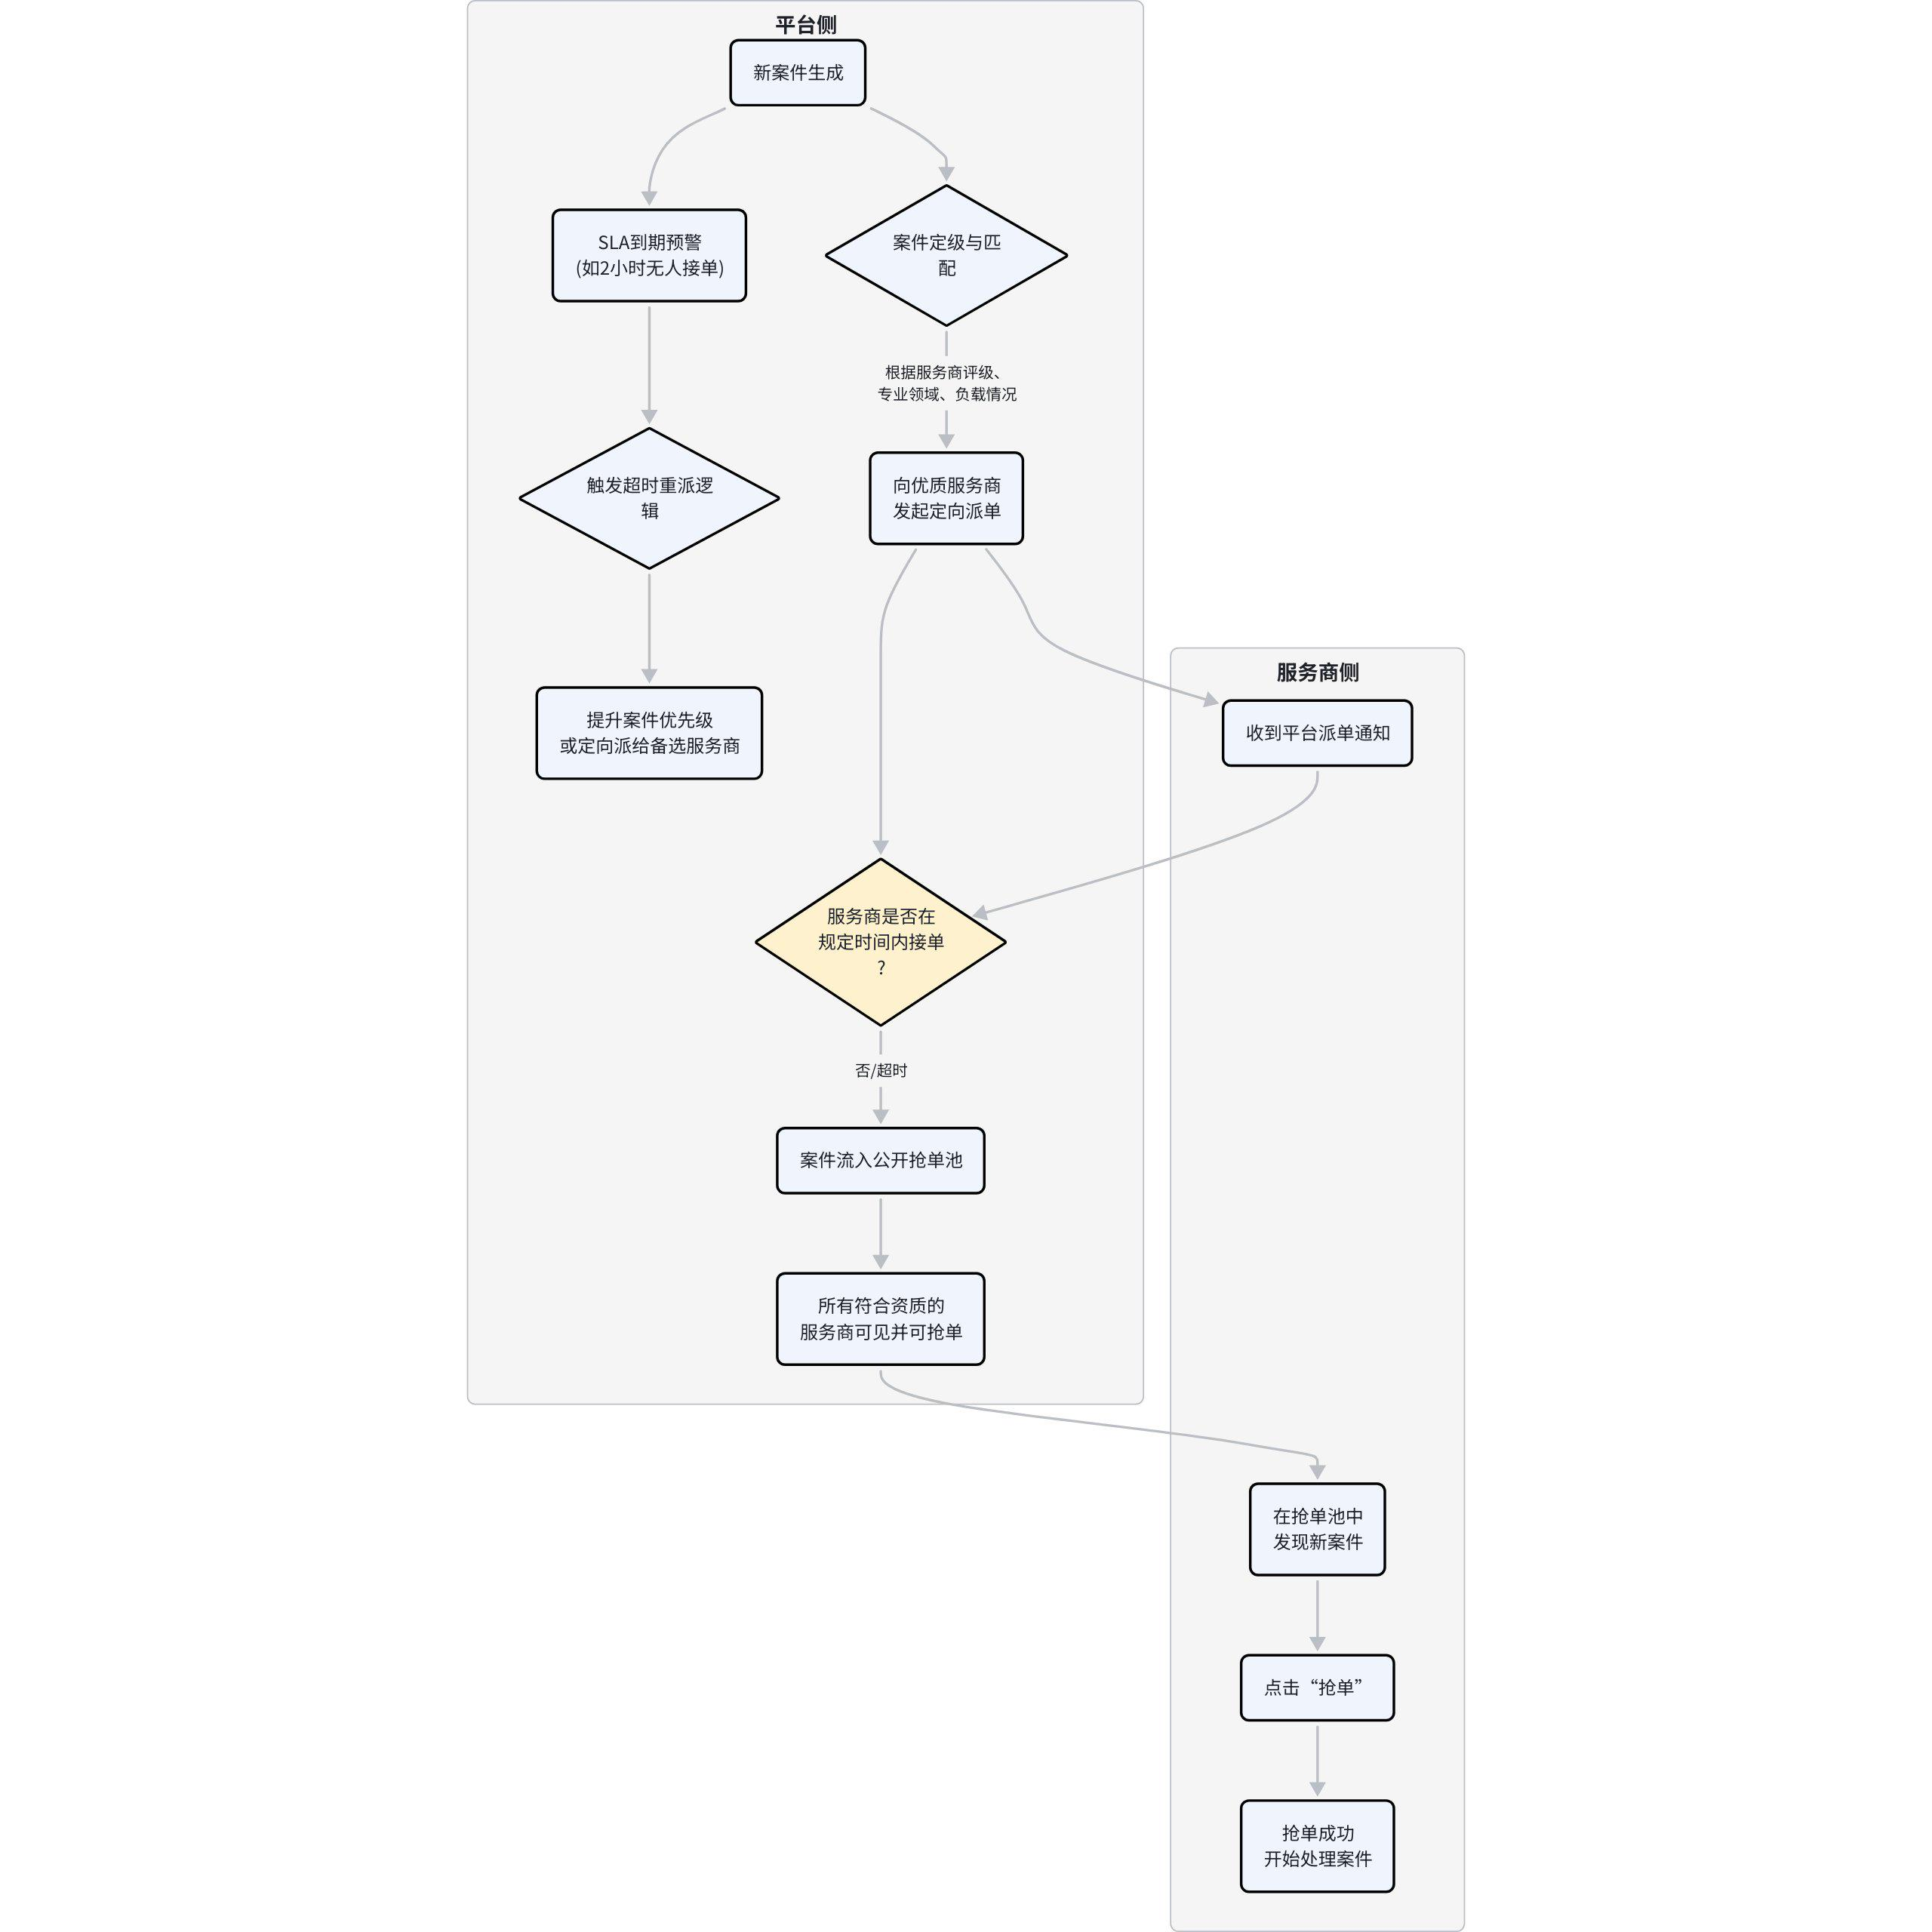 平台侧
新案件生成
SLA到期预警
(如2小时无人接单)
案件定级与匹
配
根据服务商评级、
专业领域、负载情况
触发超时重派逻
辑
向优质服务商
发起定向派单
提升案件优先级
或定向派给备选服务商
服务商侧
收到平台派单通知
服务商是否在
规定时间内接单
?
否/超时
案件流入公开抢单池
所有符合资质的
服务商可见并可抢单
在抢单池中
发现新案件
点击“抢单”
抢单成功
开始处理案件